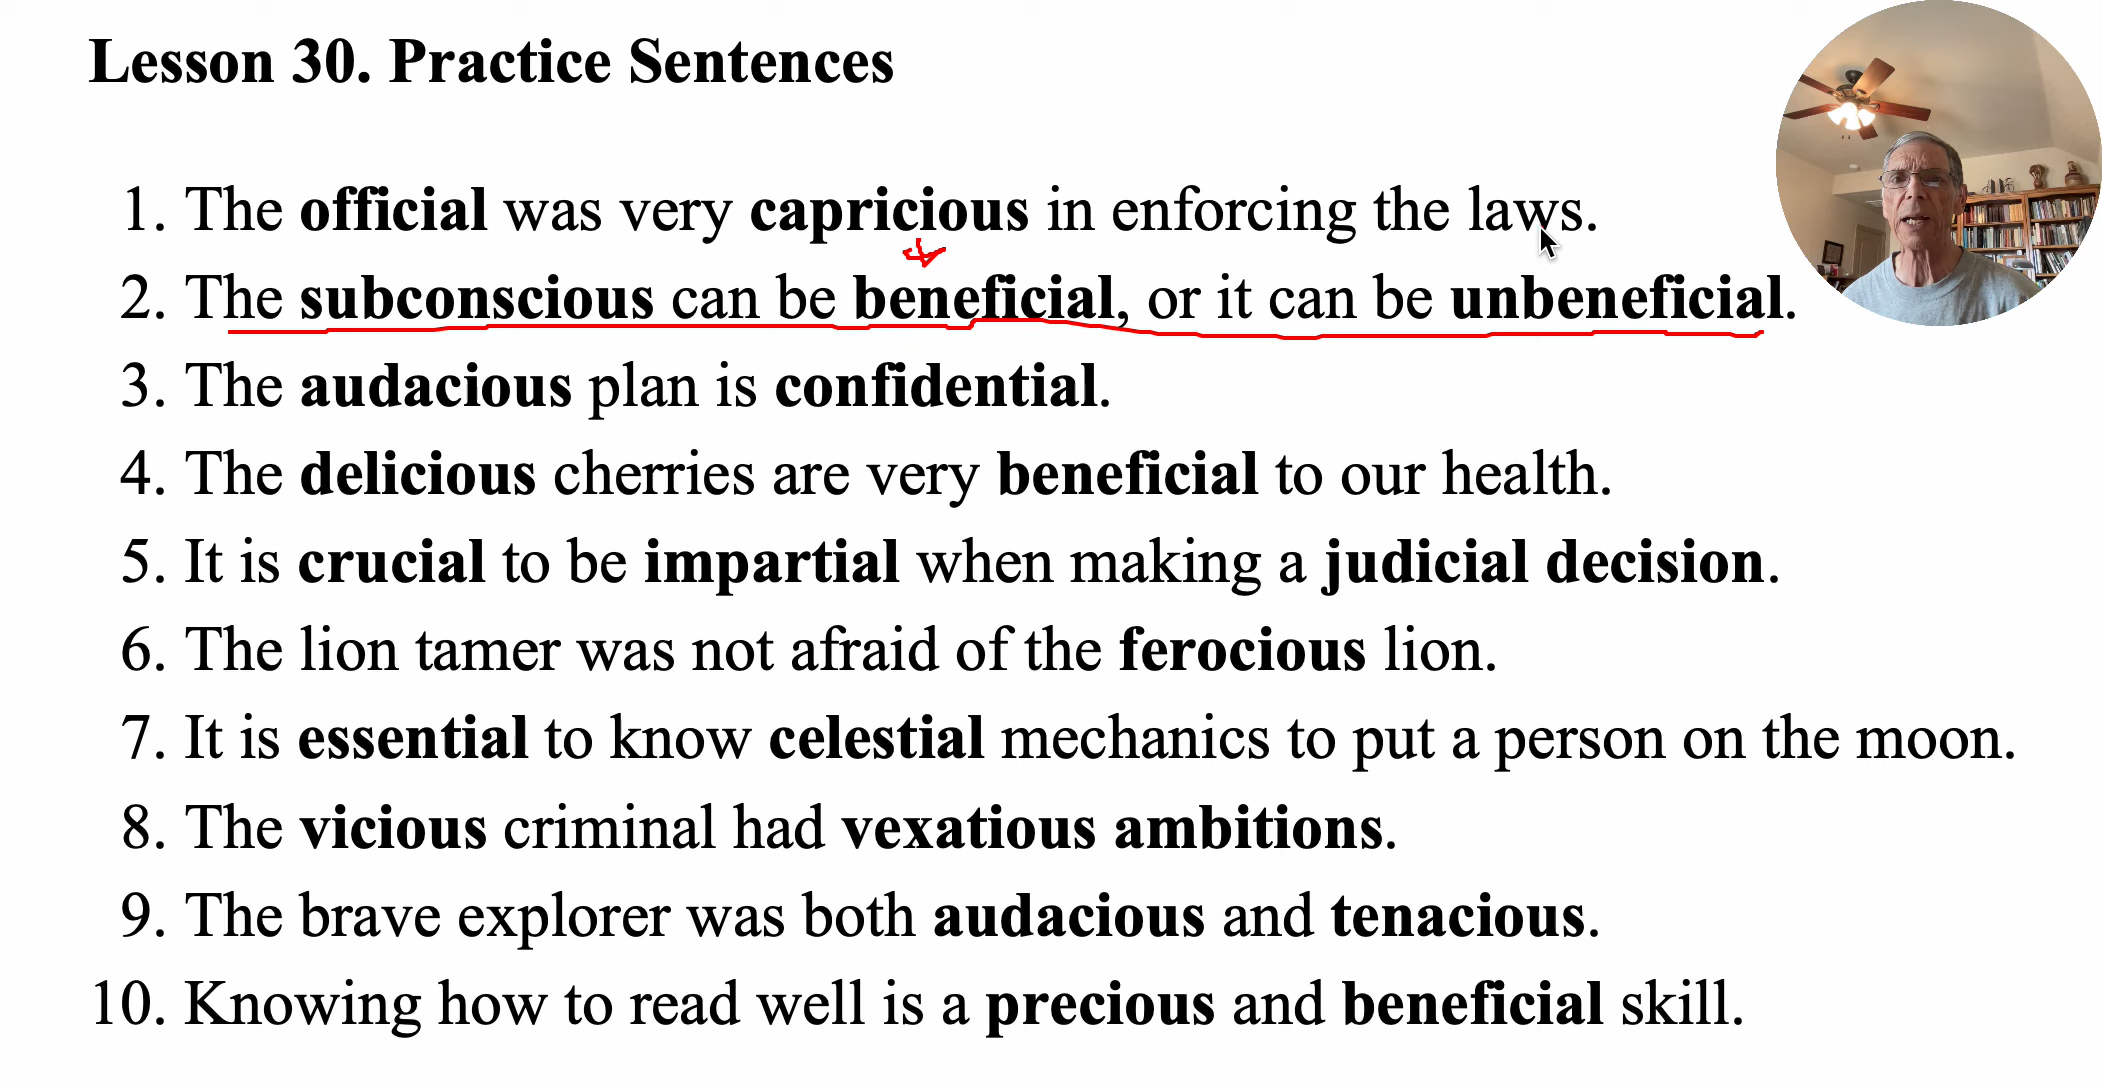 Lesson 30. Practice Sentences
1. The official was very capricious in enforcing the laws.
2. The subconscious can be beneficial, or it can be unbeneficial.
3. The audacious plan is confidential.
4. The delicious cherries are very beneficial to our health.
5. It is crucial to be impartial when making a judicial decision.
6. The lion tamer was not afraid of the ferocious lion.
7. It is essential to know celestial mechanics to put a person on the moon.
8. The vicious criminal had vexatious ambitions.
9. The brave explorer was both audacious and tenacious.
10. Knowing how to read well is a precious and beneficial skill.